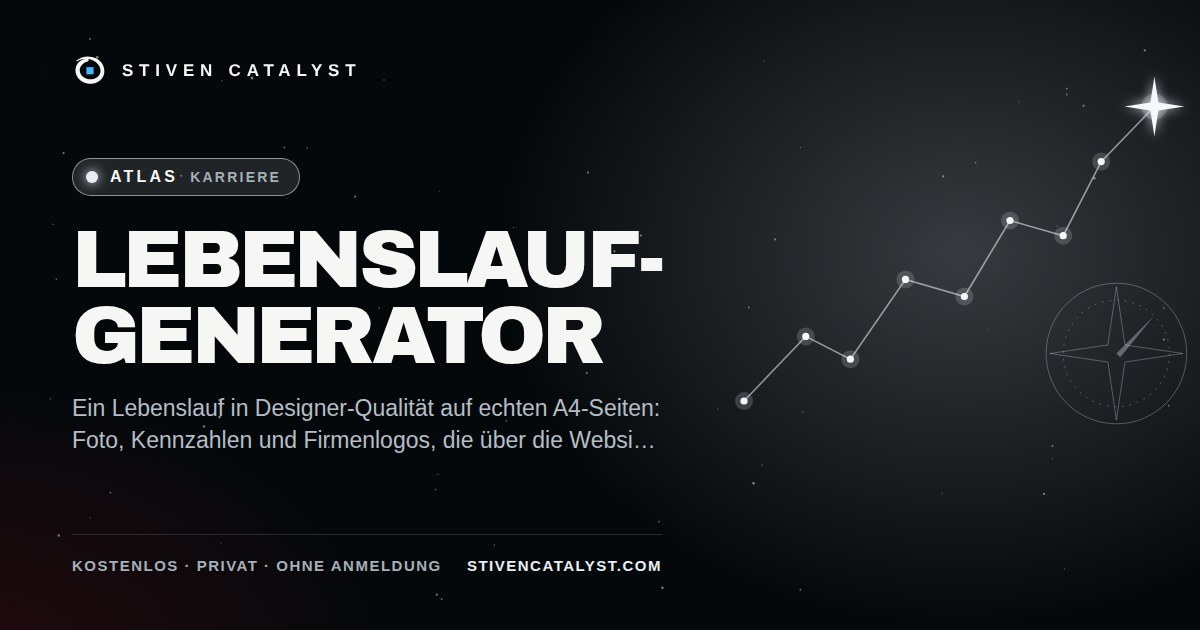 STIVEN CATALYST
ATLAS · KARRIERE
LEBENSLAUF-
GENERATOR
Ein Lebenslauf in Designer-Qualität auf echten A4-Seiten:
Foto, Kennzahlen und Firmenlogos, die über die Websi…
KOSTENLOS · PRIVAT · OHNE ANMELDUNG STIVENCATALYST.COM